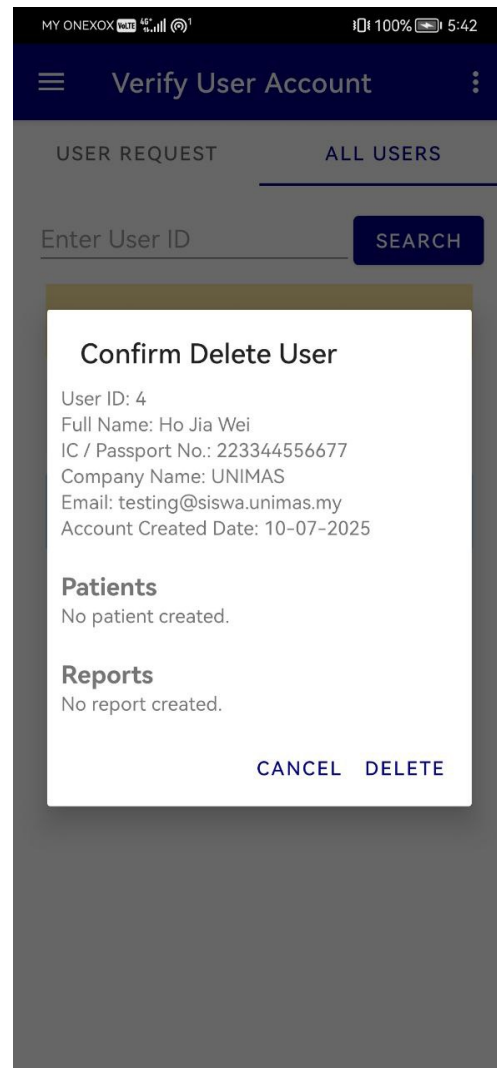 MY ONEXOX VoLTE 4G 1 100% 5:42
Verify User Account
USER REQUEST ALL USERS
Enter User ID SEARCH
Confirm Delete User
User ID: 4
Full Name: Ho Jia Wei
IC / Passport No.: 223344556677
Company Name: UNIMAS
Email: testing@siswa.unimas.my
Account Created Date: 10-07-2025
Patients
No patient created.
Reports
No report created.
CANCEL DELETE